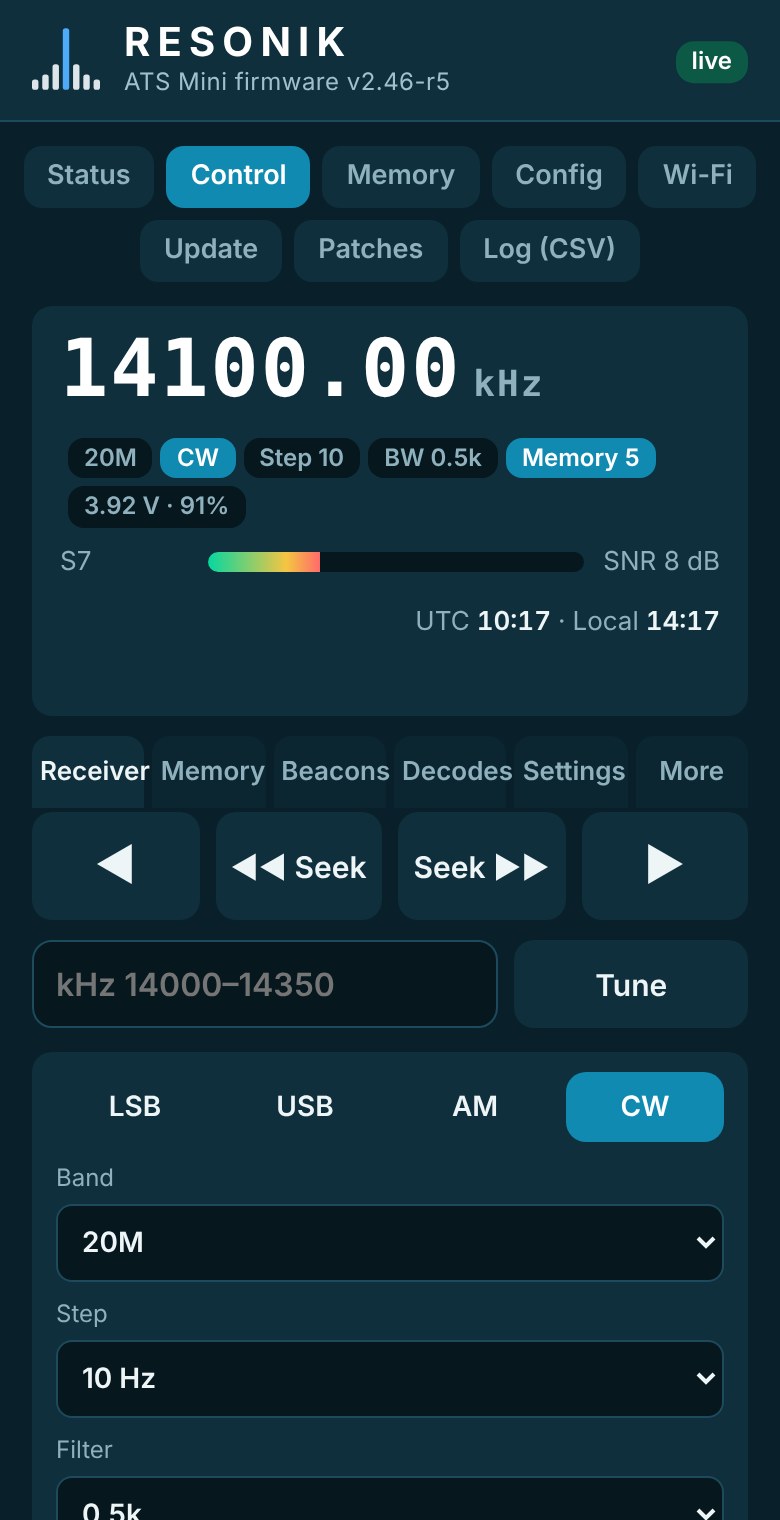 RESONIK
ATS Mini firmware v2.46-r5
live
Status Control Memory Config Wi-Fi
Update Patches Log (CSV)
14100.00 kHz
20M CW Step 10 BW 0.5k Memory 5
3.92 V · 91%
S7 SNR 8 dB
UTC 10:17 · Local 14:17
Receiver Memory Beacons Decodes Settings More
◀ ◀◀ Seek Seek ▶▶ ▶
kHz 14000–14350 Tune
LSB USB AM CW
Band
20M
Step
10 Hz
Filter
0.5k